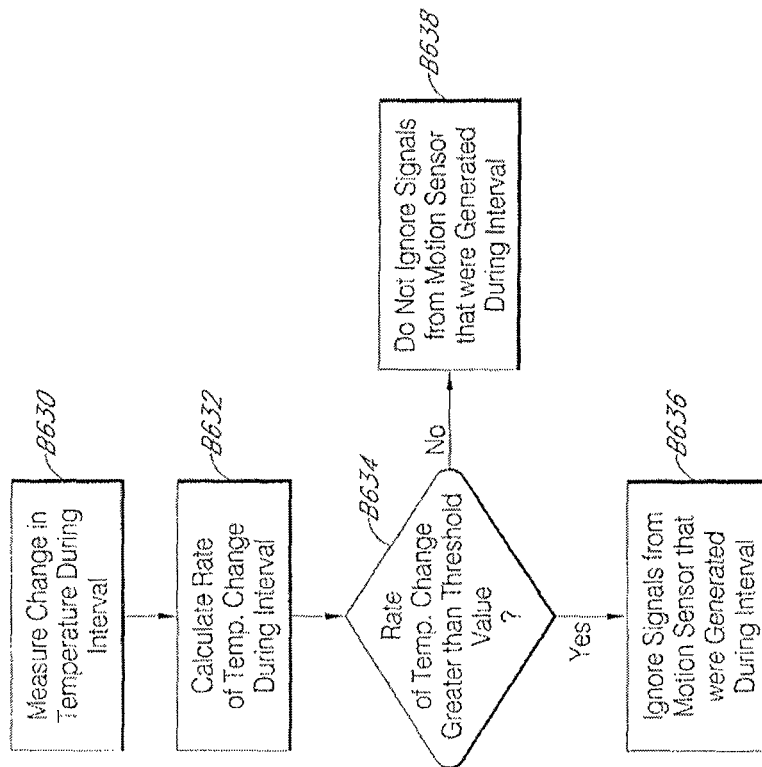 B630
Measure Change in
Temperature During
Interval
B632
Calculate Rate
of Temp. Change
During Interval
B634
Rate
of Temp. Change
Greater than Threshold
Value
?
No
B638
Do Not Ignore Signals
from Motion Sensor
that were Generated
During Interval
Yes
B636
Ignore Signals from
Motion Sensor that
were Generated
During Interval